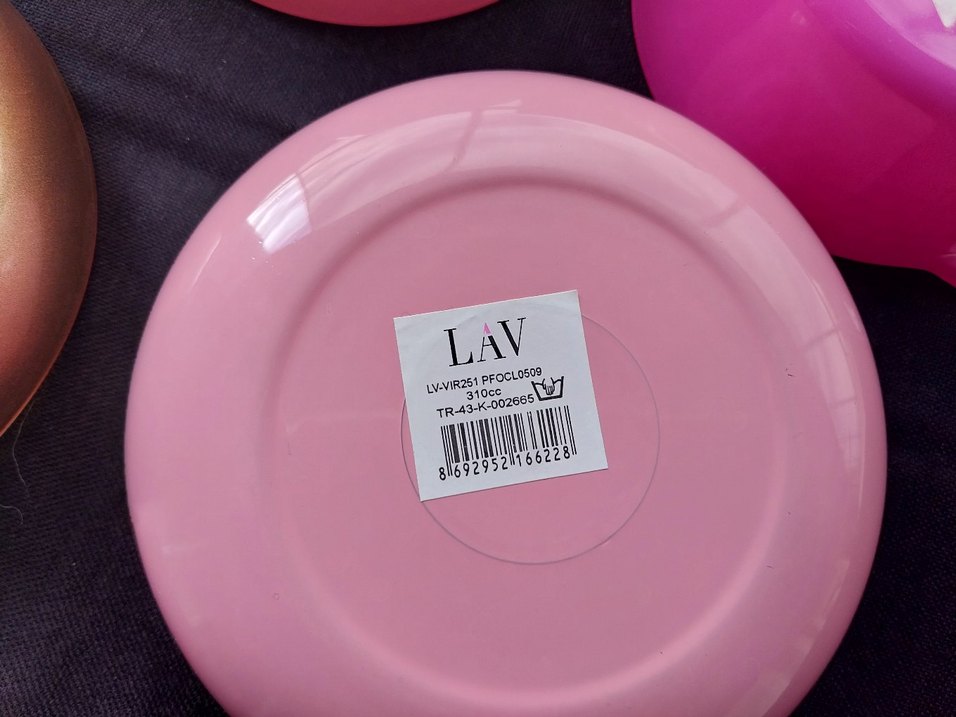 LAV
LV-VIR251 PFOCL0509
310cc
TR-43-K-002665
8 692952 166228